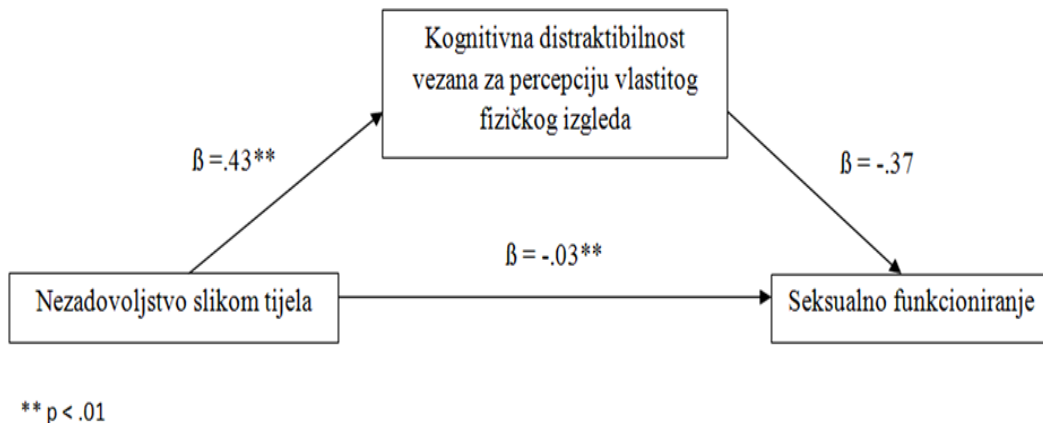 Kognitivna distraktibilnost
vezana za percepciju vlastitog
fizičkog izgleda
ß =.43**
ß = -.37
ß = -.03**
Nezadovoljstvo slikom tijela
Seksualno funkcioniranje
** p < .01